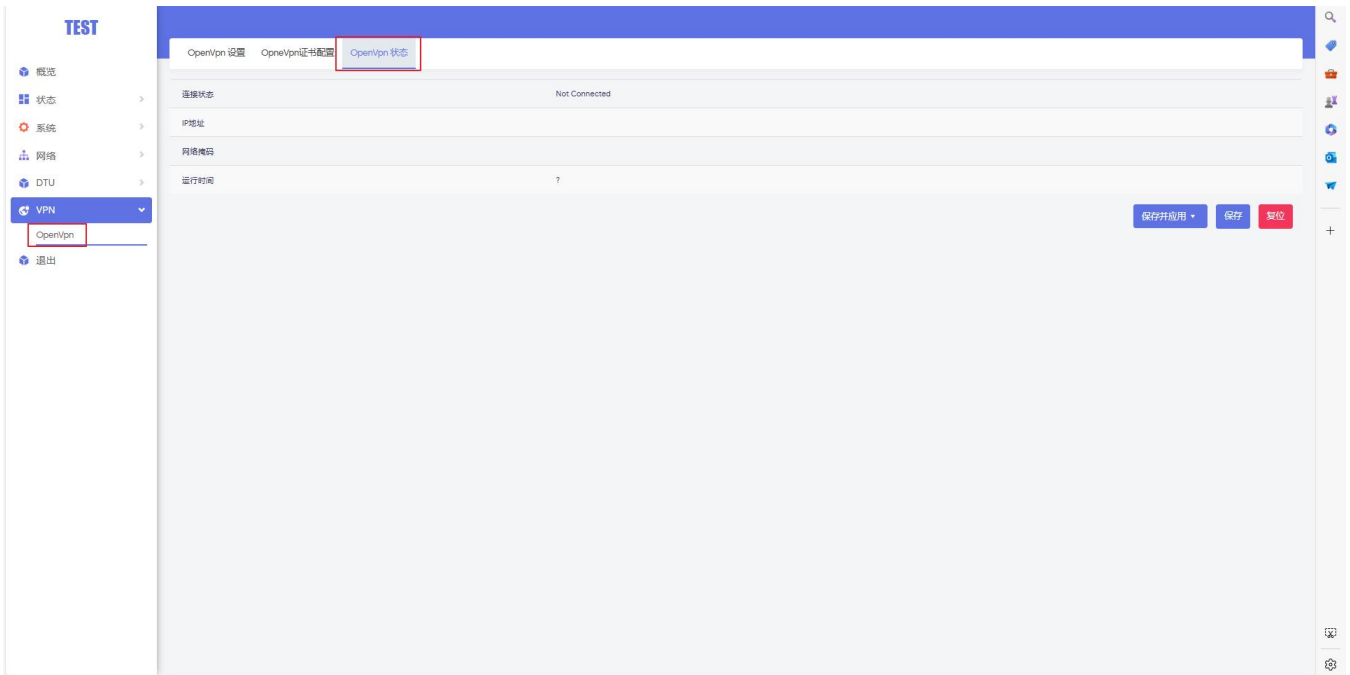 TEST
概览
状态
系统
网络
DTU
VPN
OpenVpn
退出
OpenVpn 设置 OpneVpn证书配置 OpenVpn 状态
连接状态 Not Connected
IP地址
网络掩码
运行时间 ?
保存并应用 保存 复位